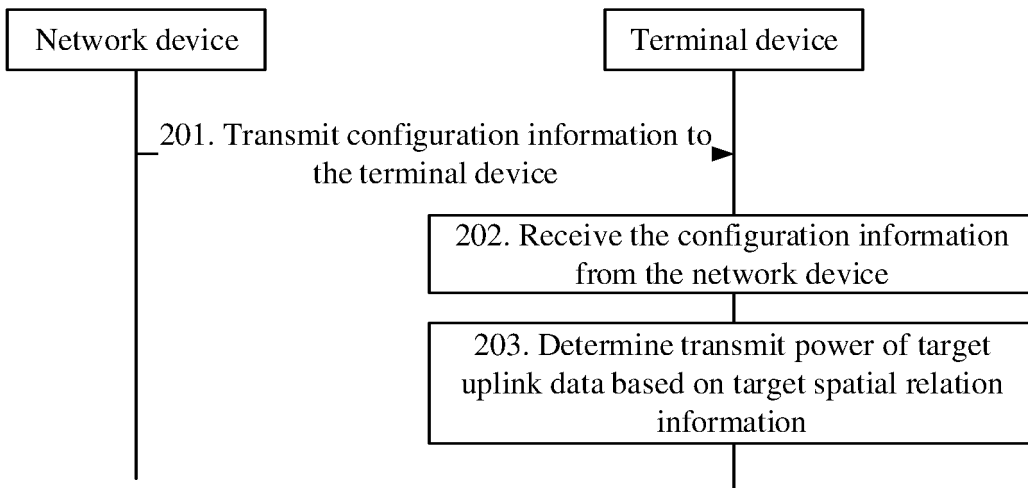 Network device
Terminal device
201. Transmit configuration information to
the terminal device
202. Receive the configuration information
from the network device
203. Determine transmit power of target
uplink data based on target spatial relation
information